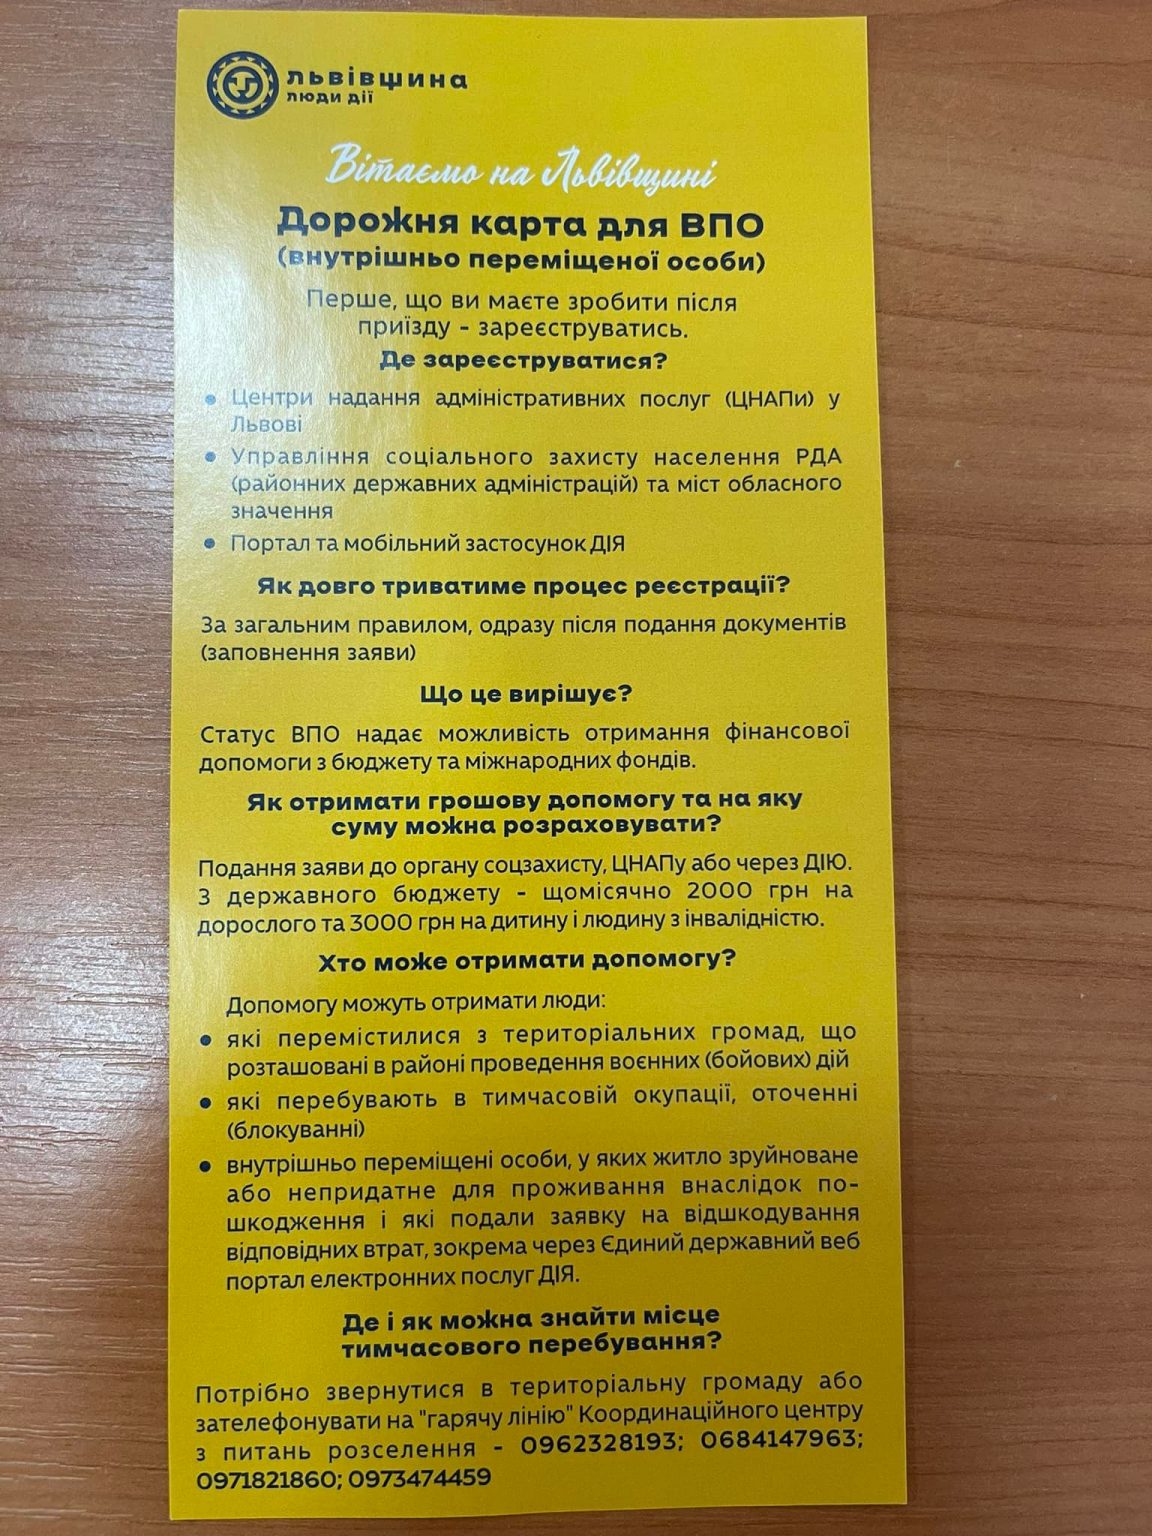 львівщина
люди дії
Вітаємо на Львівщині
Дорожня карта для ВПО
(внутрішньо переміщеної особи)
Перше, що ви маєте зробити після
приїзду - зареєструватись.
Де зареєструватися?
• Центри надання адміністративних послуг (ЦНАПи) у
Львові
• Управління соціального захисту населення РДА
(районних державних адміністрацій) та міст обласного
значення
• Портал та мобільний застосунок ДІЯ
Як довго триватиме процес реєстрації?
За загальним правилом, одразу після подання документів
(заповнення заяви)
Що це вирішує?
Статус ВПО надає можливість отримання фінансової
допомоги з бюджету та міжнародних фондів.
Як отримати грошову допомогу та на яку
суму можна розраховувати?
Подання заяви до органу соцзахисту, ЦНАПу або через ДІЮ.
З державного бюджету - щомісячно 2000 грн на
дорослого та 3000 грн на дитину і людину з інвалідністю.
Хто може отримати допомогу?
Допомогу можуть отримати люди:
• які перемістилися з територіальних громад, що
розташовані в районі проведення воєнних (бойових) дій
• які перебувають в тимчасовій окупації, оточенні
(блокуванні)
• внутрішньо переміщені особи, у яких житло зруйноване
або непридатне для проживання внаслідок по-
шкодження і які подали заявку на відшкодування
відповідних втрат, зокрема через Єдиний державний веб
портал електронних послуг ДІЯ.
Де і як можна знайти місце
тимчасового перебування?
Потрібно звернутися в територіальну громаду або
зателефонувати на "гарячу лінію" Координаційного центру
з питань розселення - 0962328193; 0684147963;
0971821860; 0973474459